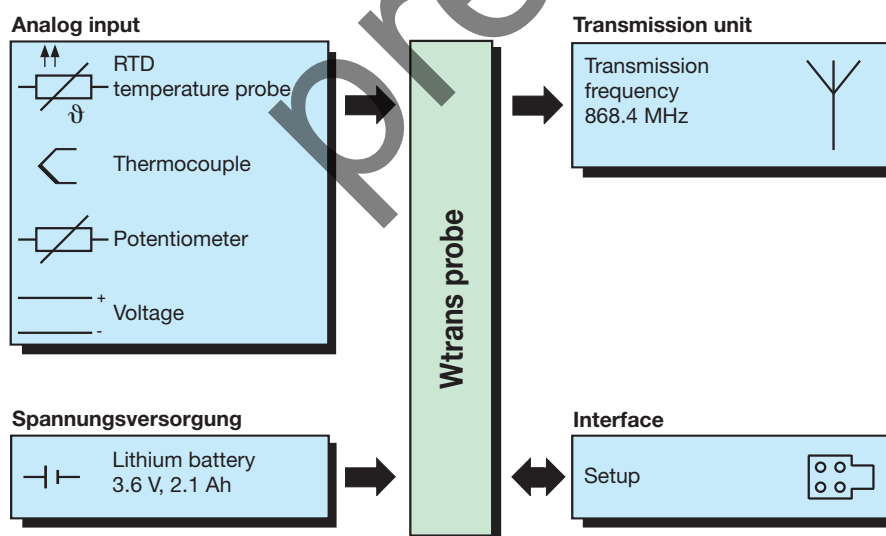 Analog input
RTD
temperature probe
ϑ
Thermocouple
Potentiometer
+
Voltage
-
Spannungsversorgung
Lithium battery
3.6 V, 2.1 Ah
Wtrans probe
Transmission unit
Transmission
frequency
868.4 MHz
Interface
Setup
pre